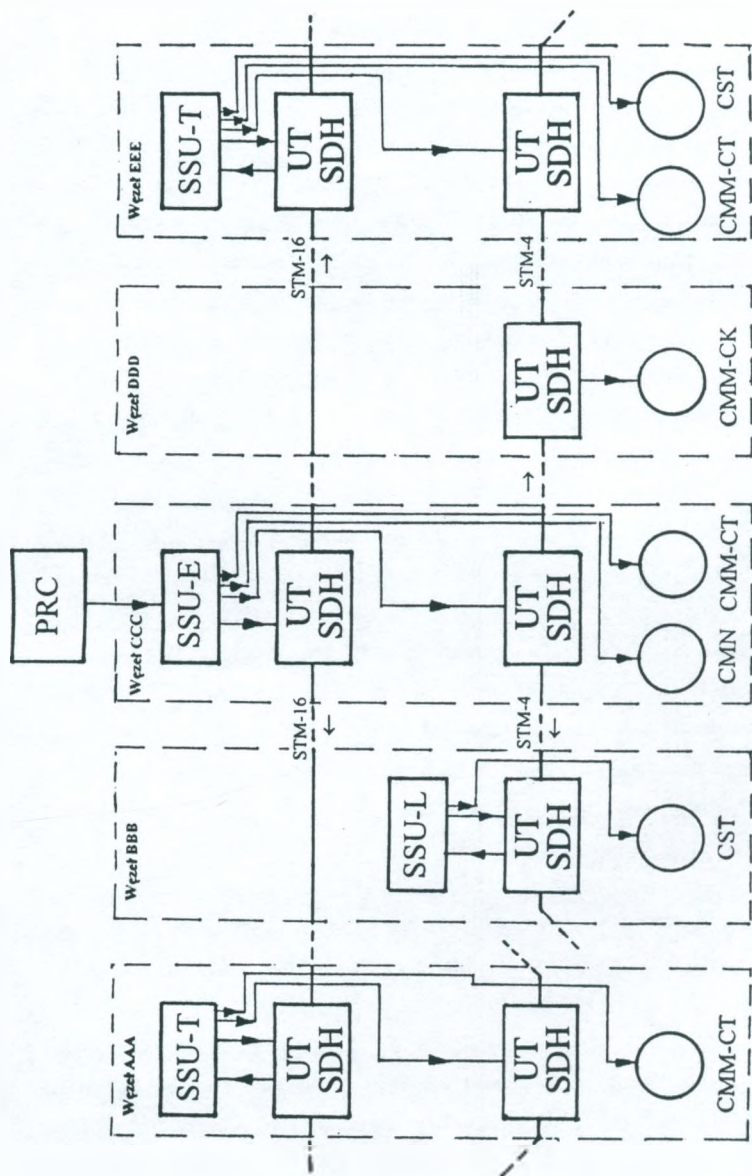 PRC
Węzeł AAA
SSU-T
UT
SDH
UT
SDH
CMM-CT
Węzeł BBB
SSU-L
UT
SDH
CST
STM-16
←
STM-4
←
Węzeł CCC
SSU-E
UT
SDH
UT
SDH
CMN
CMM-CT
Węzeł DDD
UT
SDH
CMM-CK
→
STM-16
→
STM-4
Węzeł EEE
SSU-T
UT
SDH
UT
SDH
CMM-CT
CST